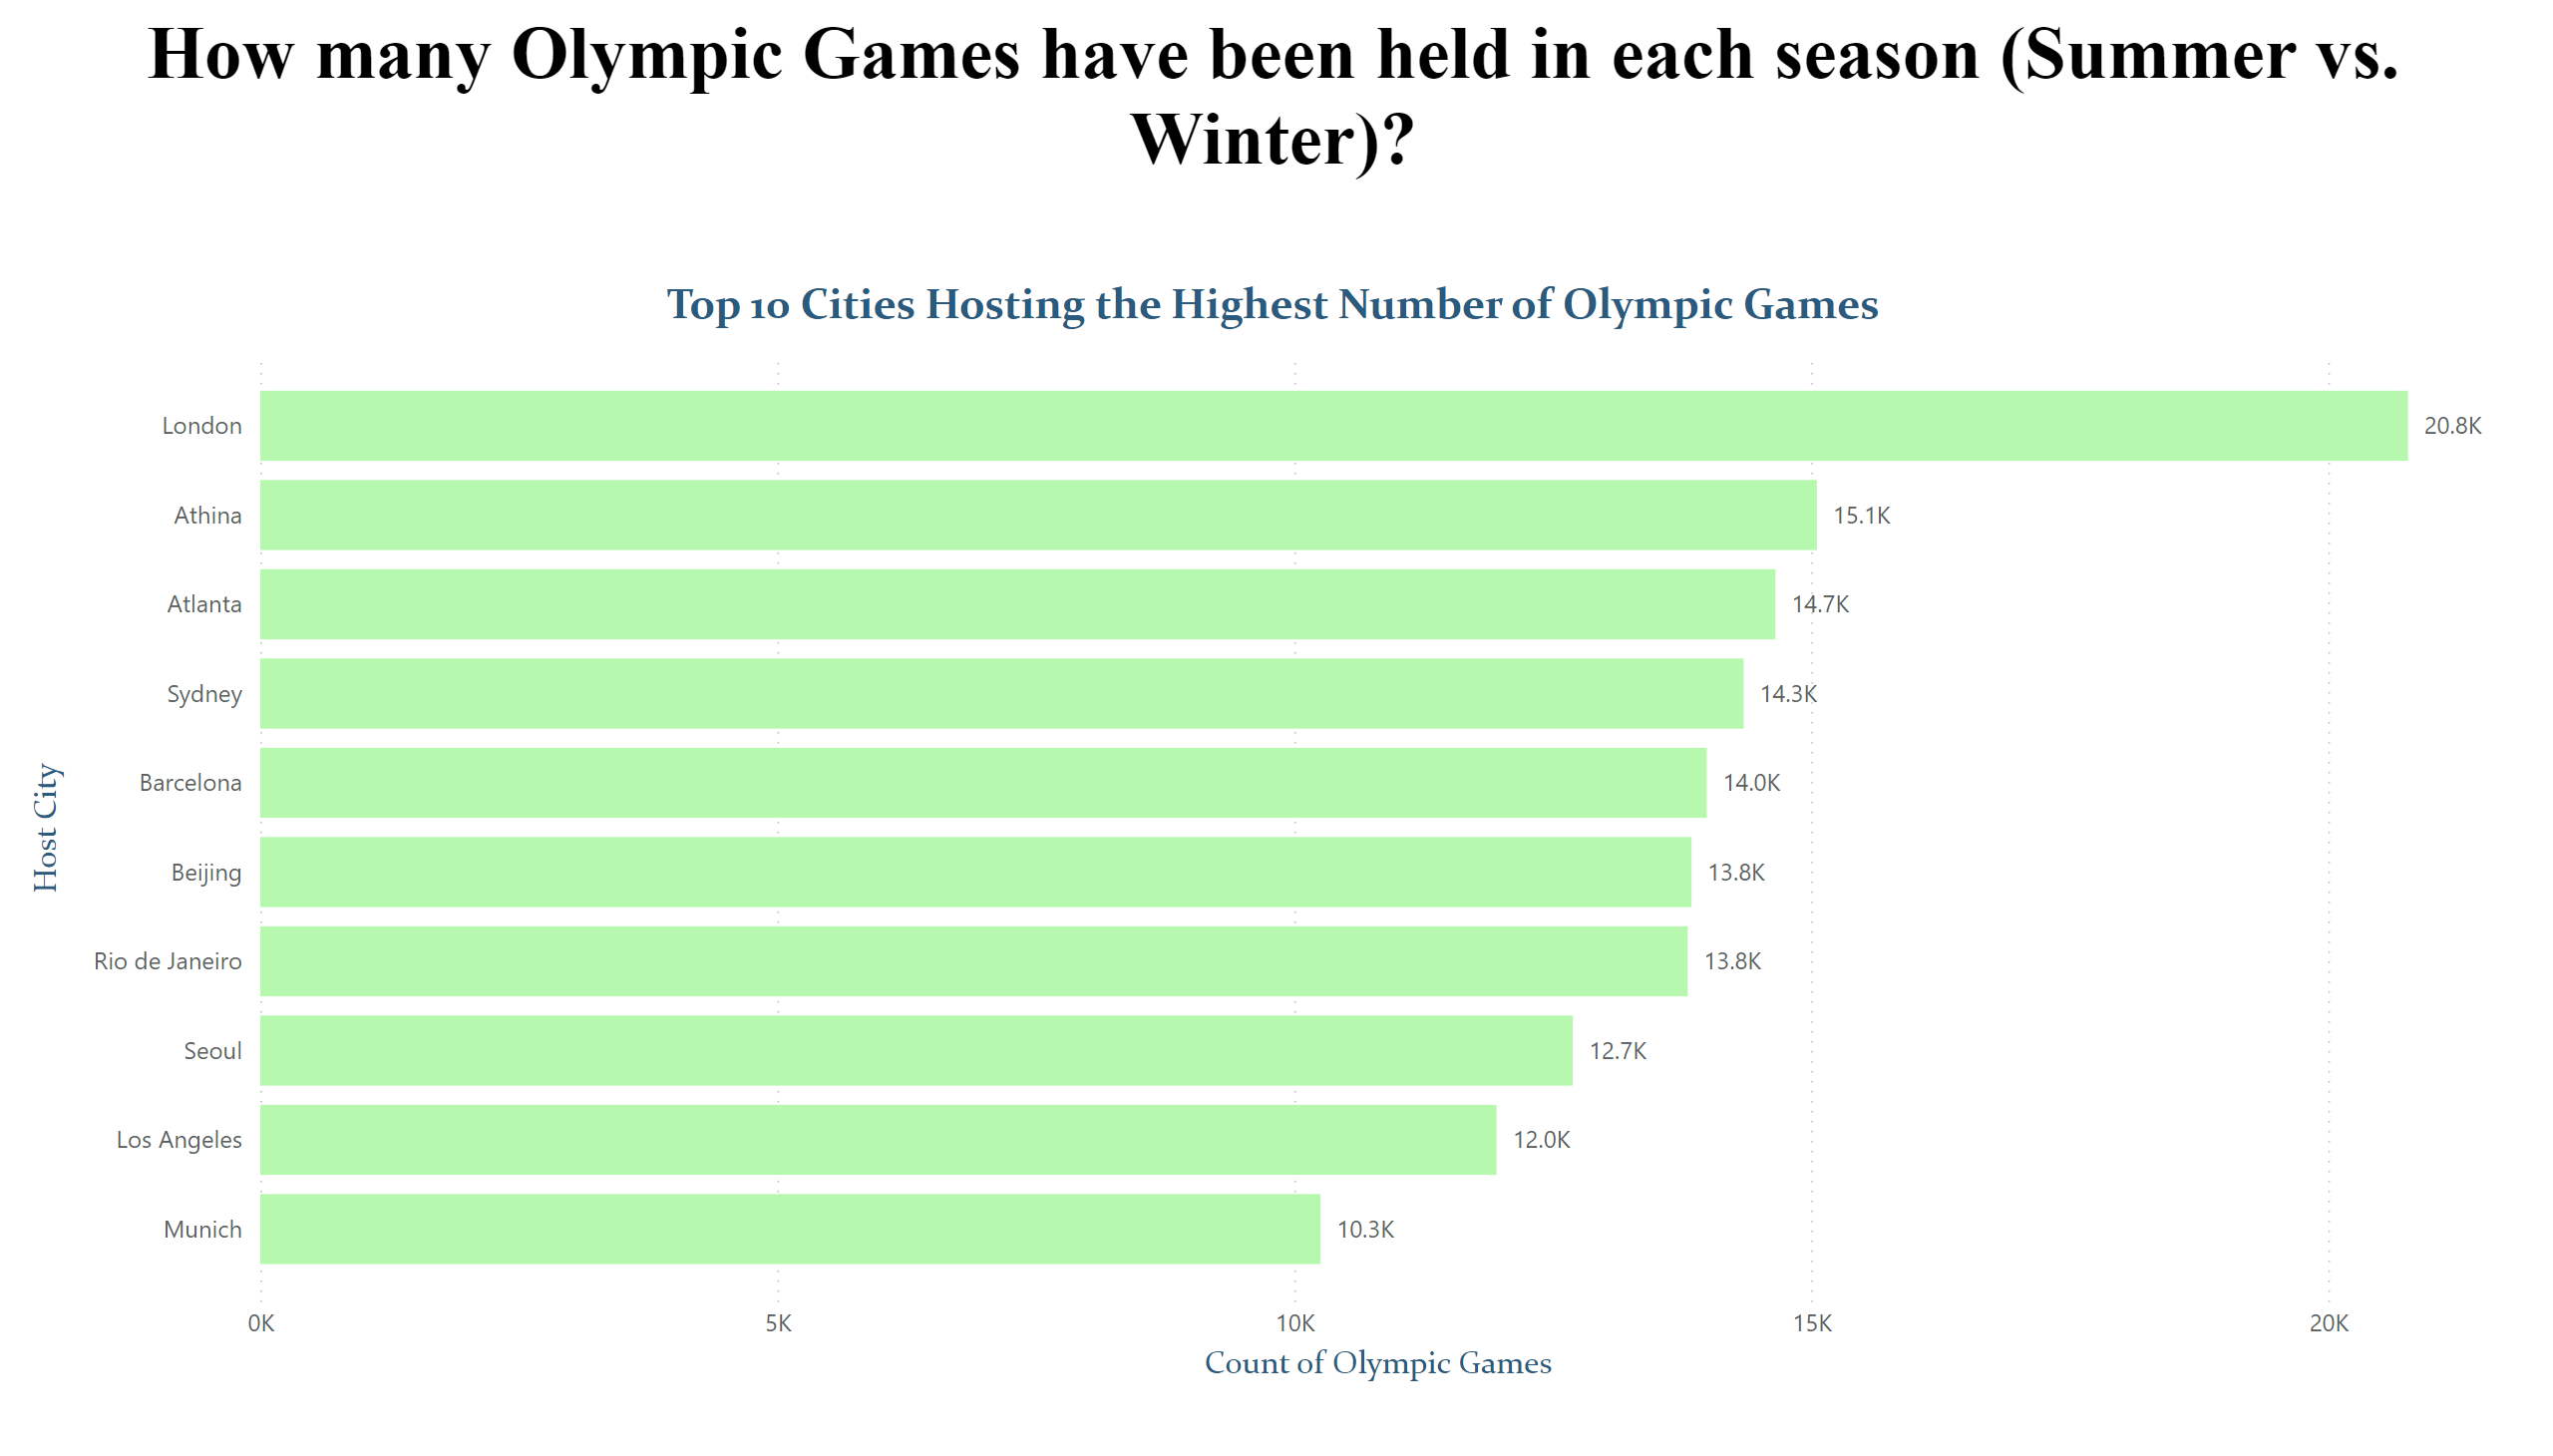 How many Olympic Games have been held in each season (Summer vs.
Winter)?
Top 10 Cities Hosting the Highest Number of Olympic Games
Host City
London 20.8K
Athina 15.1K
Atlanta 14.7K
Sydney 14.3K
Barcelona 14.0K
Beijing 13.8K
Rio de Janeiro 13.8K
Seoul 12.7K
Los Angeles 12.0K
Munich 10.3K
0K 5K 10K 15K 20K
Count of Olympic Games